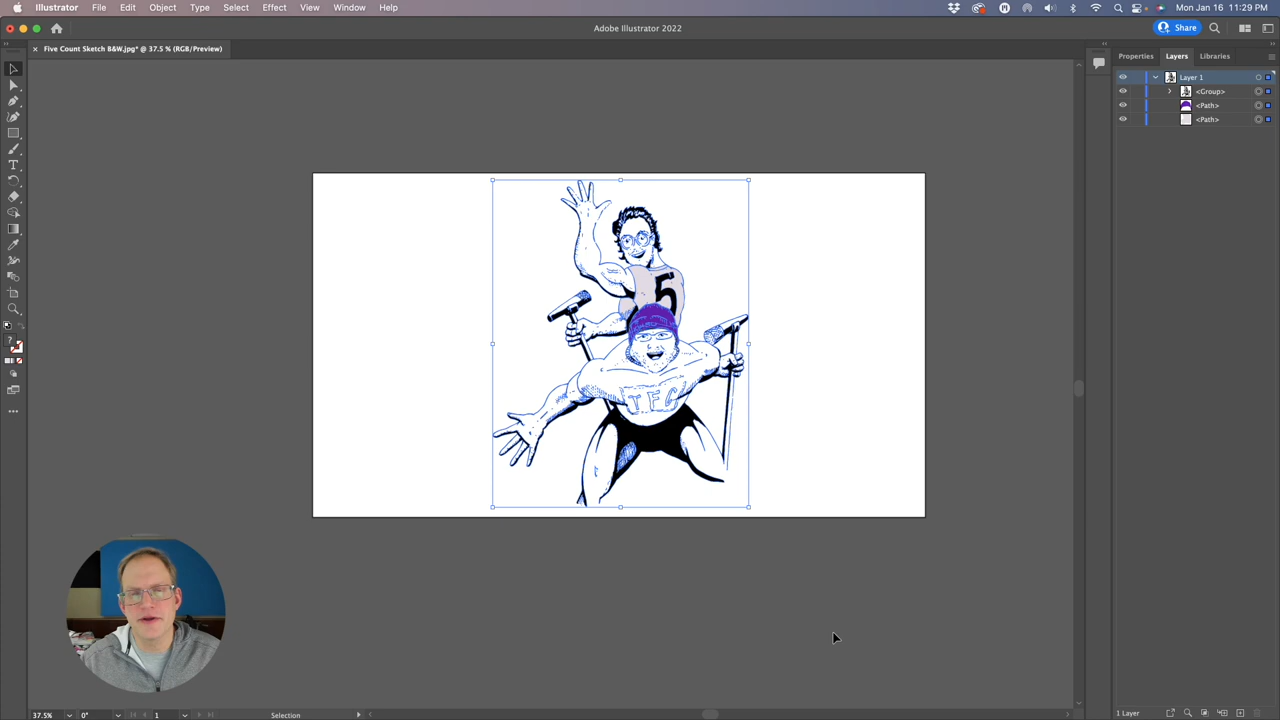 Illustrator File Edit Object Type Select Effect View Window Help
Mon Jan 16 11:29 PM
Adobe Illustrator 2022
Share
× Five Count Sketch B&W.jpg* @ 37.5 % (RGB/Preview)
Properties Layers Libraries
Layer 1
<Group>
<Path>
<Path>
5
TFC
?
37.5% 0° 1 Selection
1 Layer